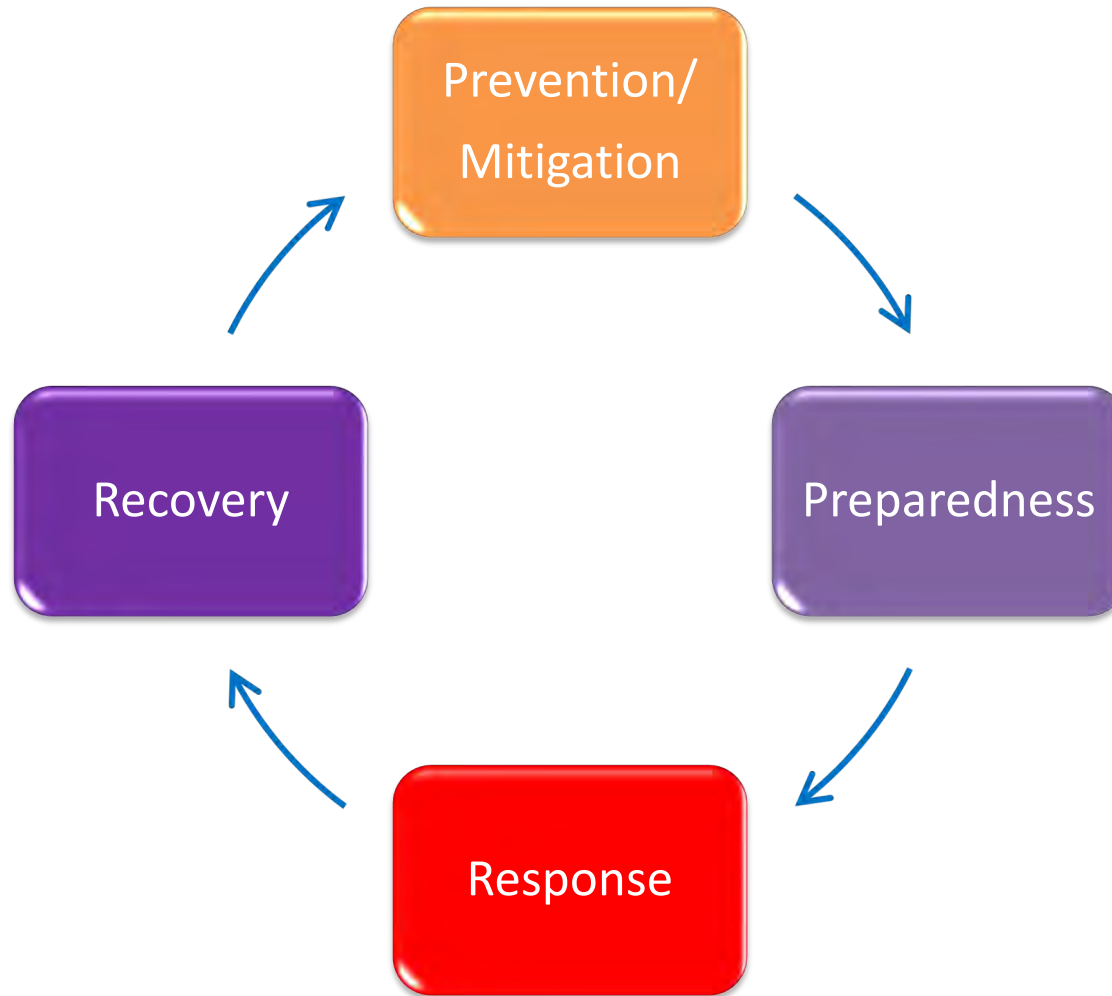 Prevention/
Mitigation
Recovery
Preparedness
Response